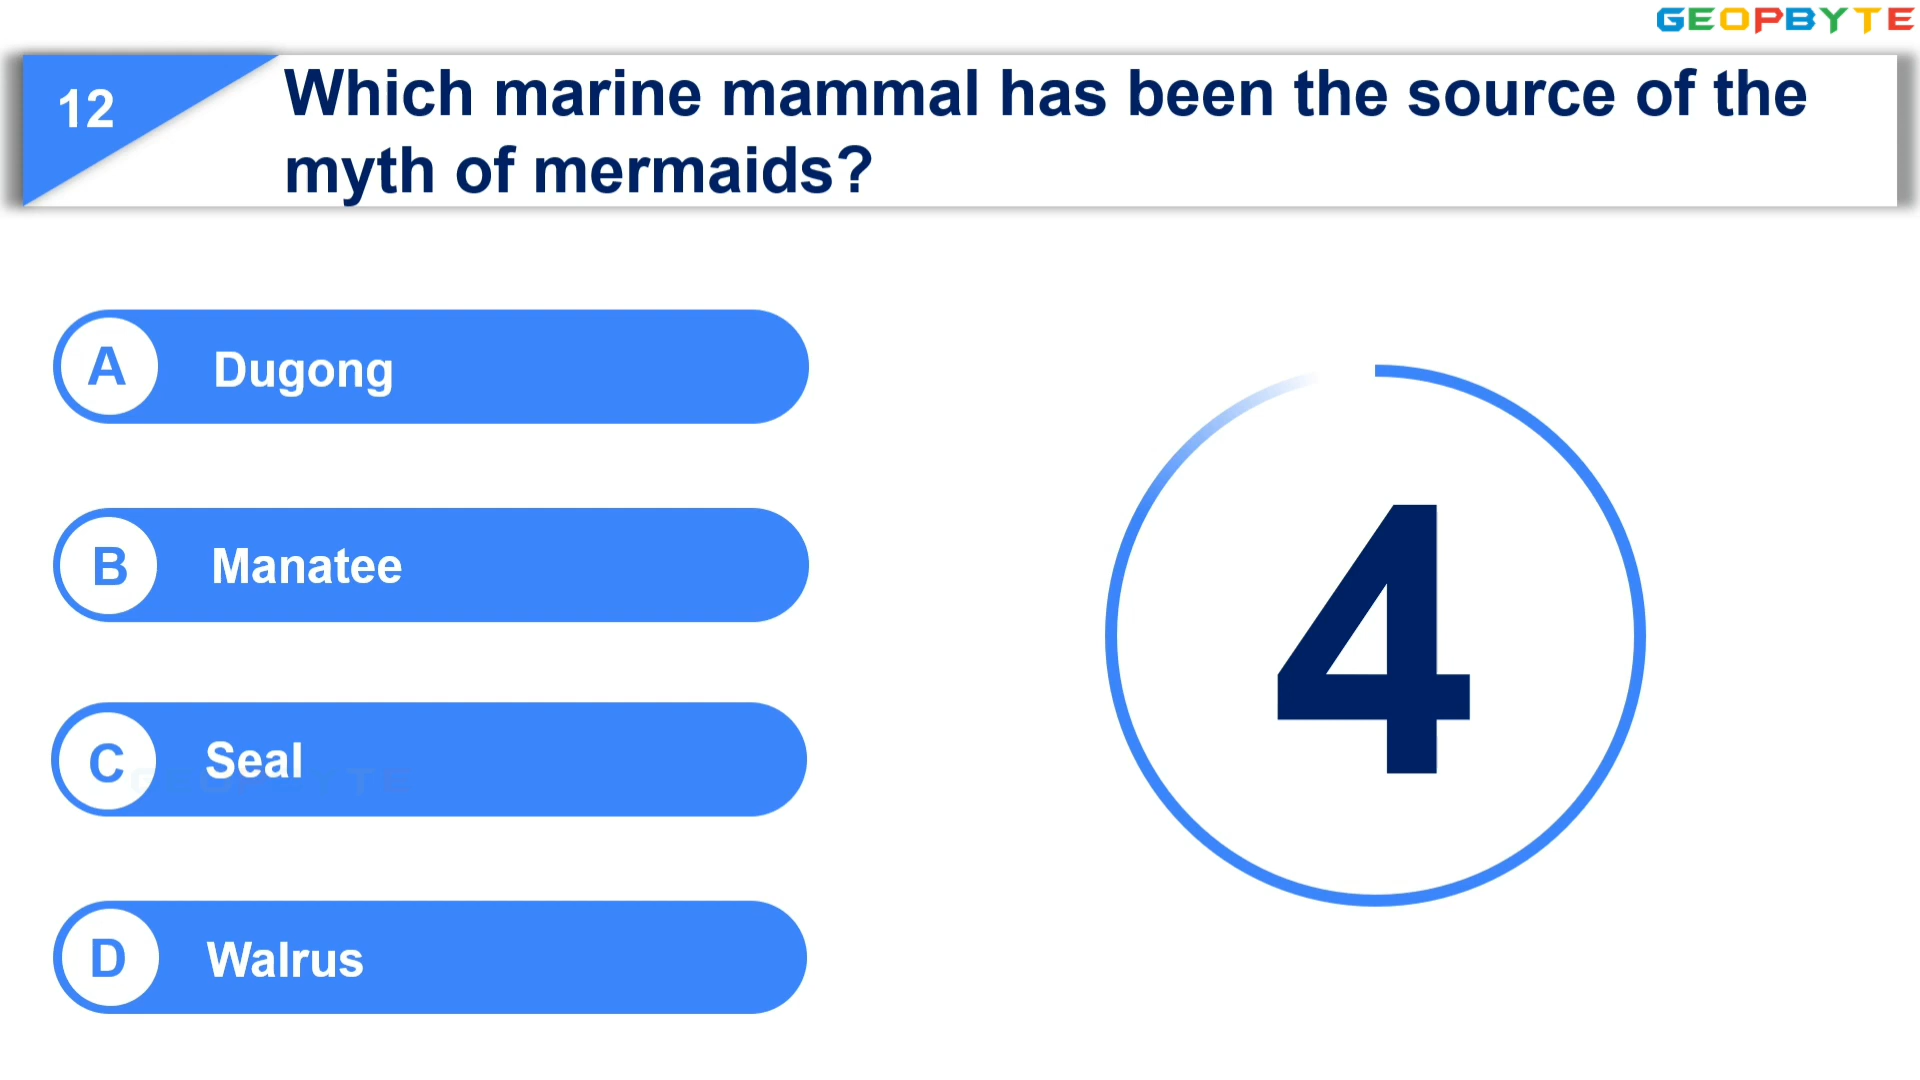 GEOPBYTE
12
Which marine mammal has been the source of the
myth of mermaids?
A Dugong
B Manatee
C Seal
D Walrus
4